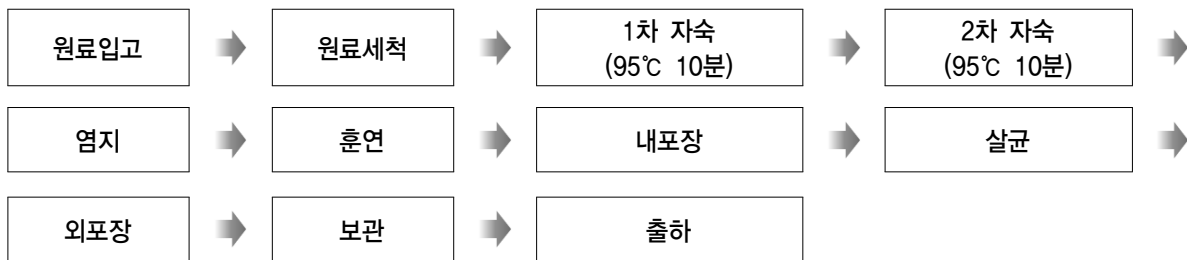 원료입고
원료세척
1차 자숙
(95℃ 10분)
2차 자숙
(95℃ 10분)
염지
훈연
내포장
살균
외포장
보관
출하